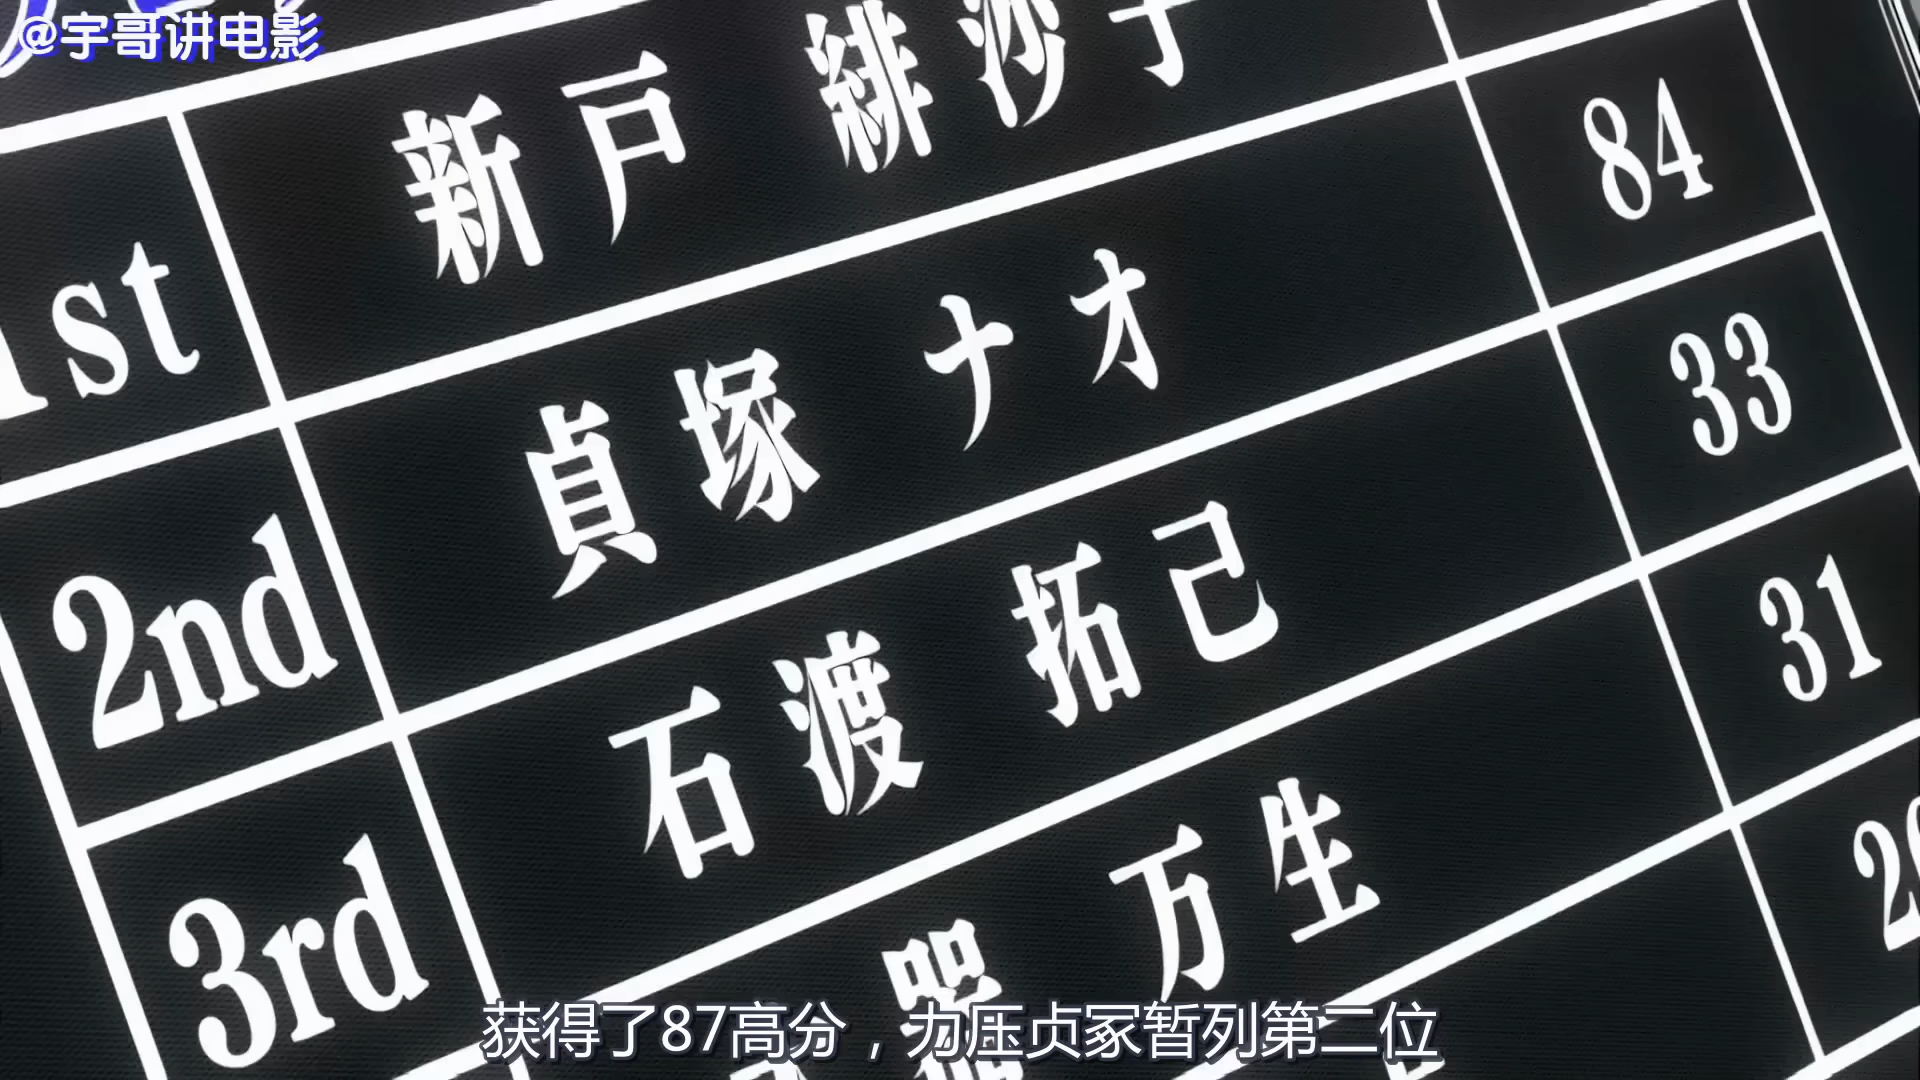 @宇哥讲电影
1st 新戸 緋沙子
2nd 貞塚 ナオ 84
3rd 石渡 拓己 33
万生 31
获得了87高分，力压贞冢暂列第二位